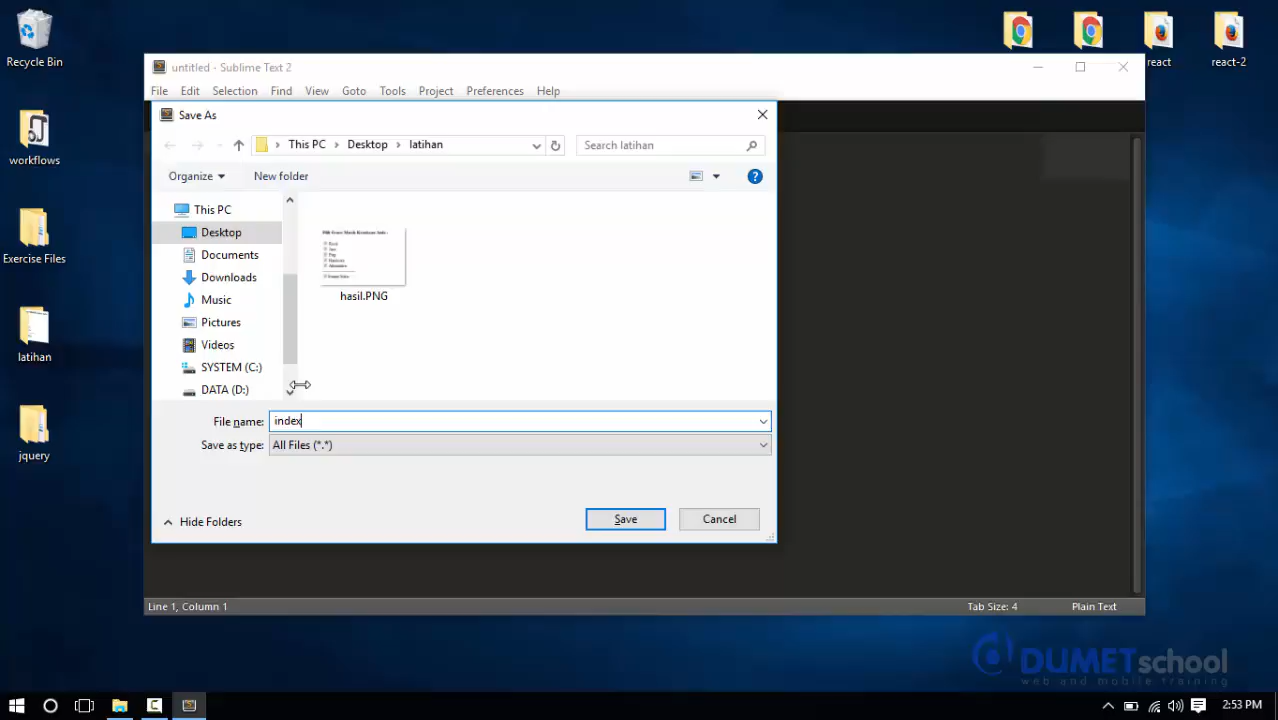 Recycle Bin
react
react-2
untitled - Sublime Text 2
File Edit Selection Find View Goto Tools Project Preferences Help
Save As
workflows
This PC > Desktop > latihan
Search latihan
Organize
New folder
This PC
Desktop
Documents
Downloads
Music
Pictures
Videos
SYSTEM (C:)
DATA (D:)
hasil.PNG
Exercise Files
latihan
jquery
File name: index
Save as type: All Files (*.*)
Hide Folders
Save
Cancel
Line 1, Column 1
Tab Size: 4
Plain Text
DUMETschool
web and mobile training
2:53 PM